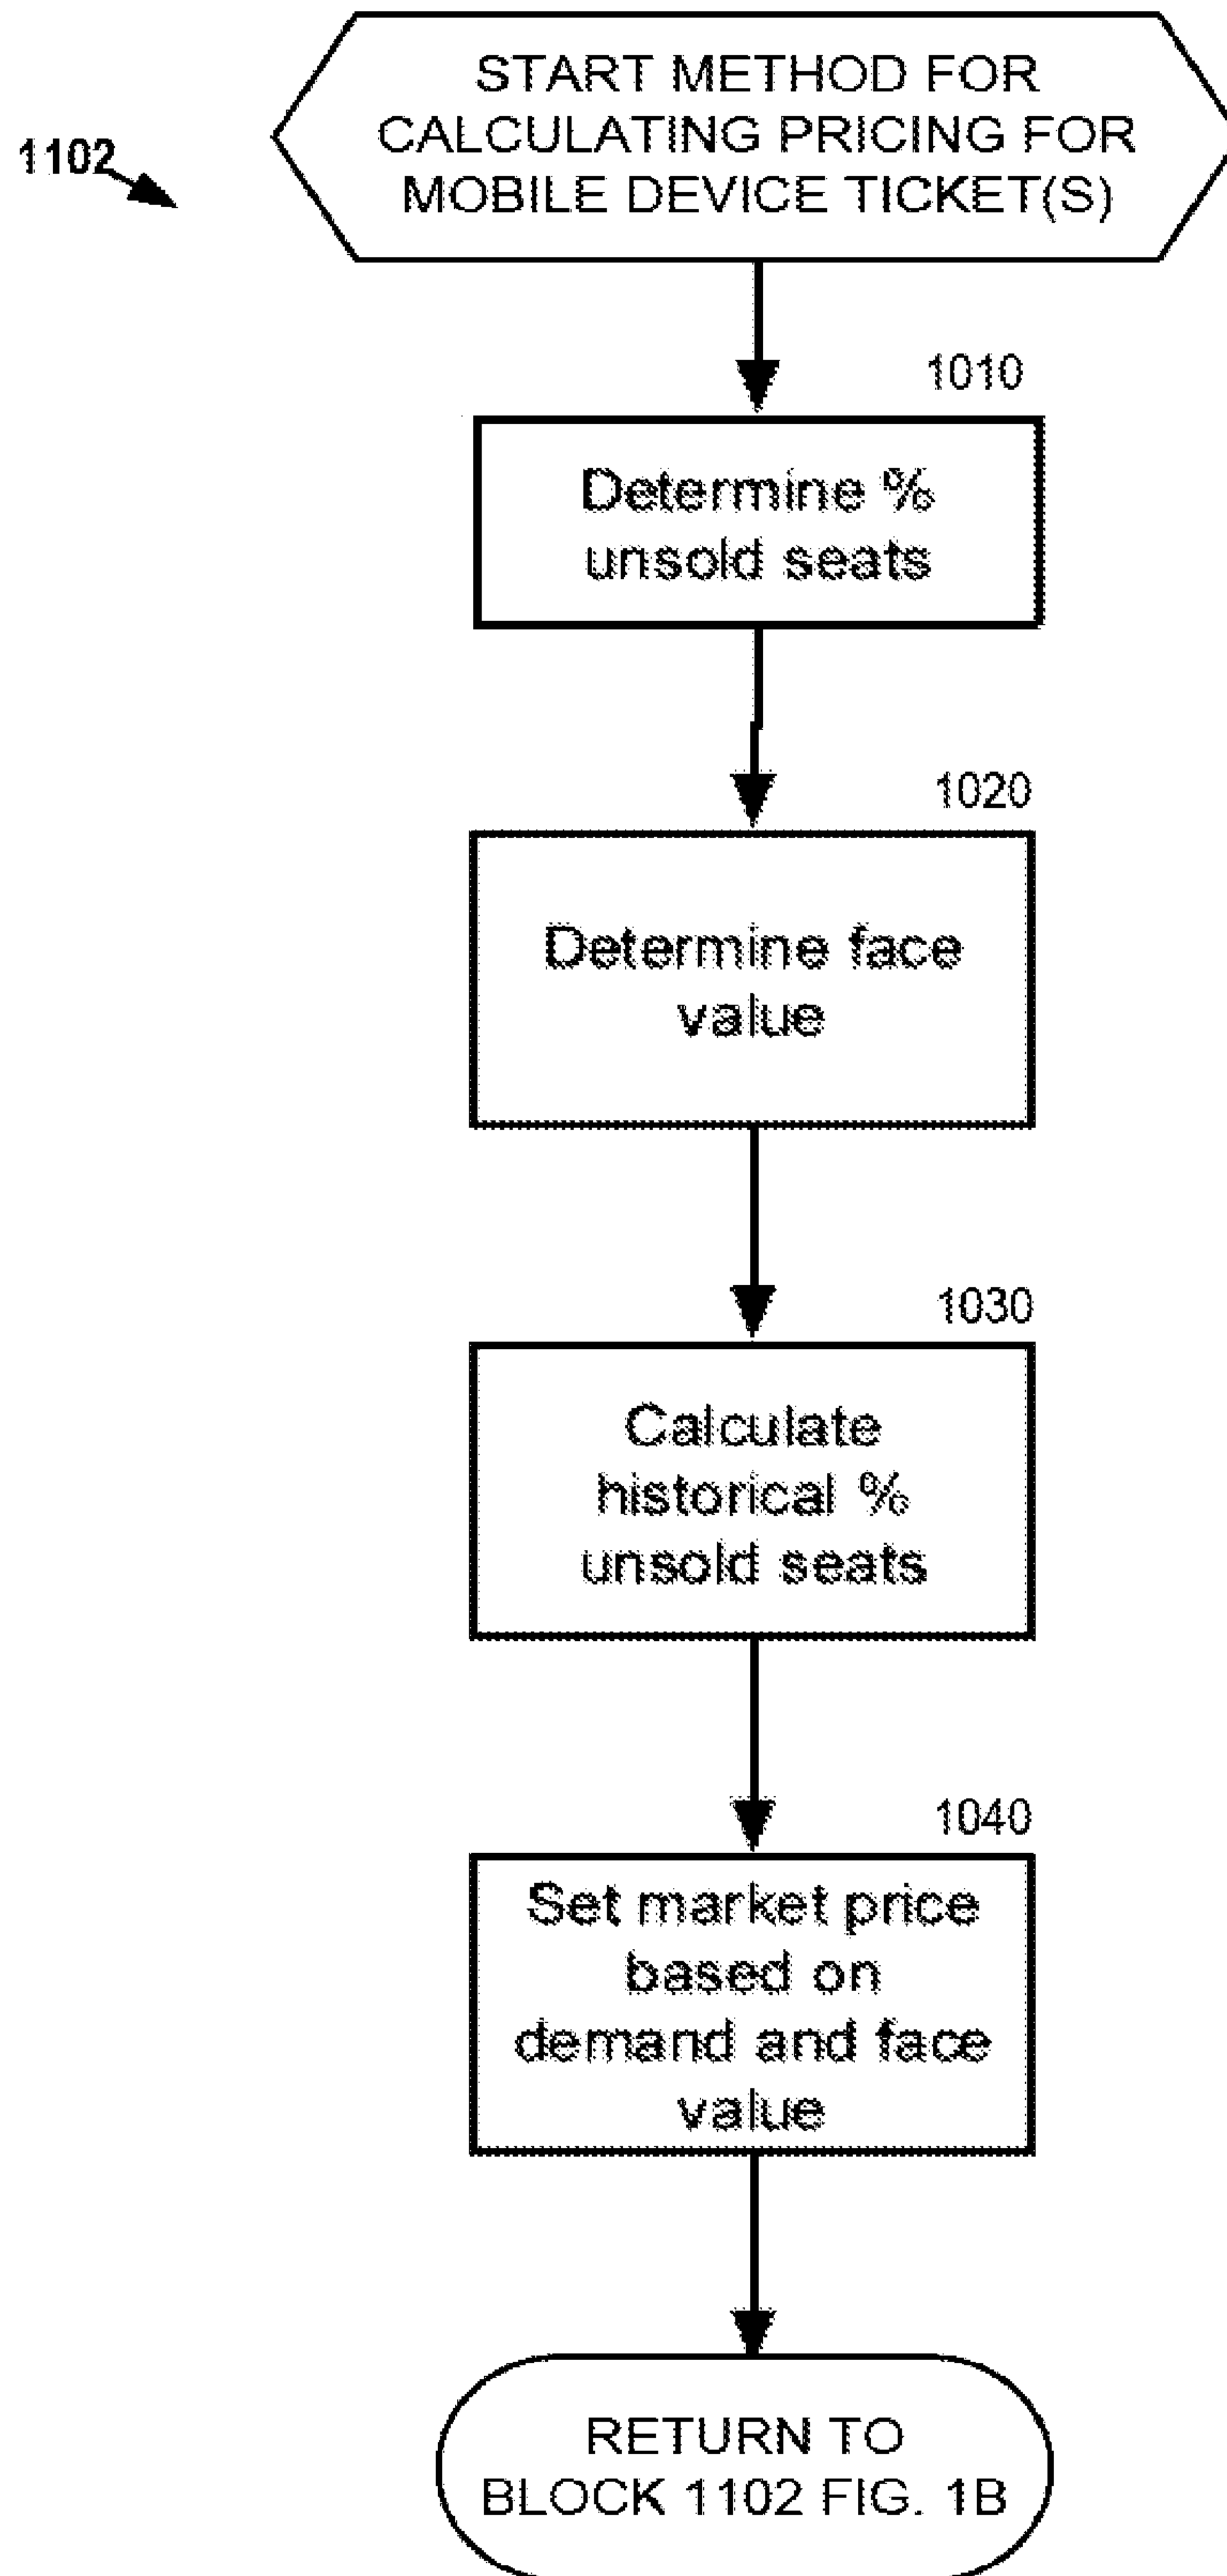 START METHOD FOR
CALCULATING PRICING FOR
MOBILE DEVICE TICKET(S)
1102
1010
Determine %
unsold seats
1020
Determine face
value
1030
Calculate
historical %
unsold seats
1040
Set market price
based on
demand and face
value
RETURN TO
BLOCK 1102 FIG. 1B